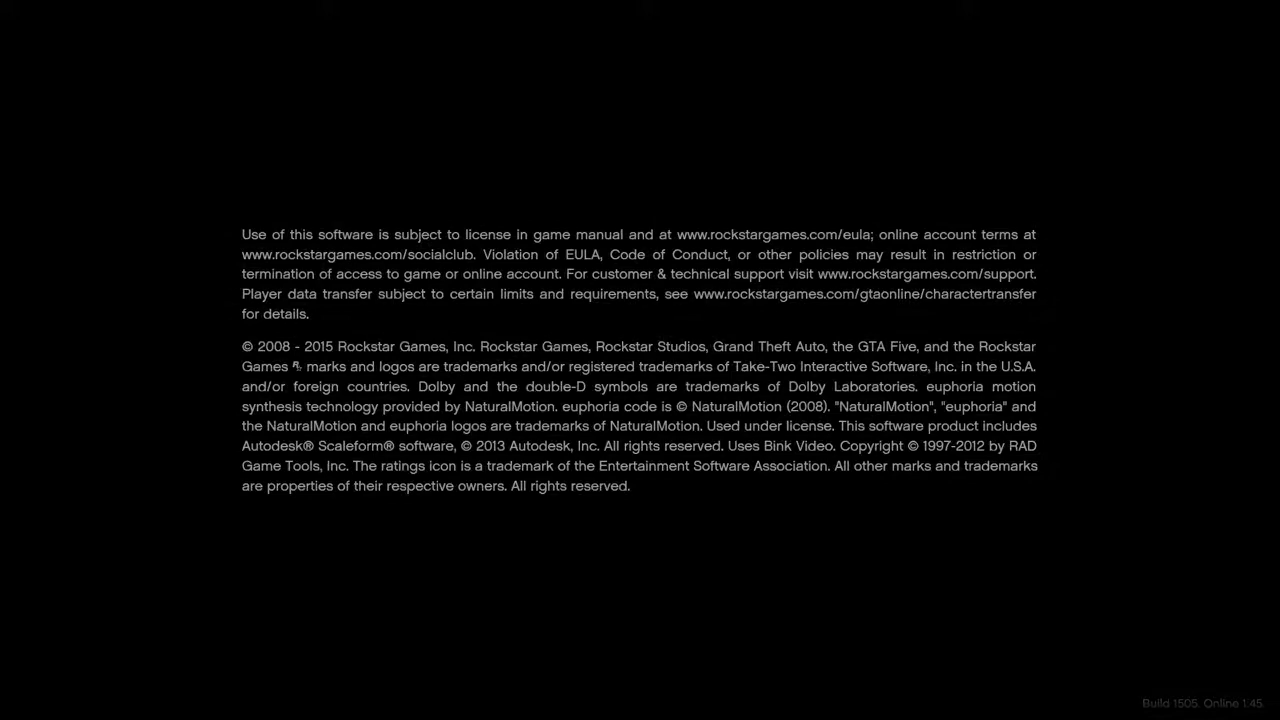 Use of this software is subject to license in game manual and at www.rockstargames.com/eula; online account terms at
www.rockstargames.com/socialclub. Violation of EULA, Code of Conduct, or other policies may result in restriction or
termination of access to game or online account. For customer & technical support visit www.rockstargames.com/support.
Player data transfer subject to certain limits and requirements, see www.rockstargames.com/gtaonline/charactertransfer
for details.
© 2008 - 2015 Rockstar Games, Inc. Rockstar Games, Rockstar Studios, Grand Theft Auto, the GTA Five, and the Rockstar
Games R* marks and logos are trademarks and/or registered trademarks of Take-Two Interactive Software, Inc. in the U.S.A.
and/or foreign countries. Dolby and the double-D symbols are trademarks of Dolby Laboratories. euphoria motion
synthesis technology provided by NaturalMotion. euphoria code is © NaturalMotion (2008). "NaturalMotion", "euphoria" and
the NaturalMotion and euphoria logos are trademarks of NaturalMotion. Used under license. This software product includes
Autodesk® Scaleform® software, © 2013 Autodesk, Inc. All rights reserved. Uses Bink Video. Copyright © 1997-2012 by RAD
Game Tools, Inc. The ratings icon is a trademark of the Entertainment Software Association. All other marks and trademarks
are properties of their respective owners. All rights reserved.
Build 1505, Online 1.45